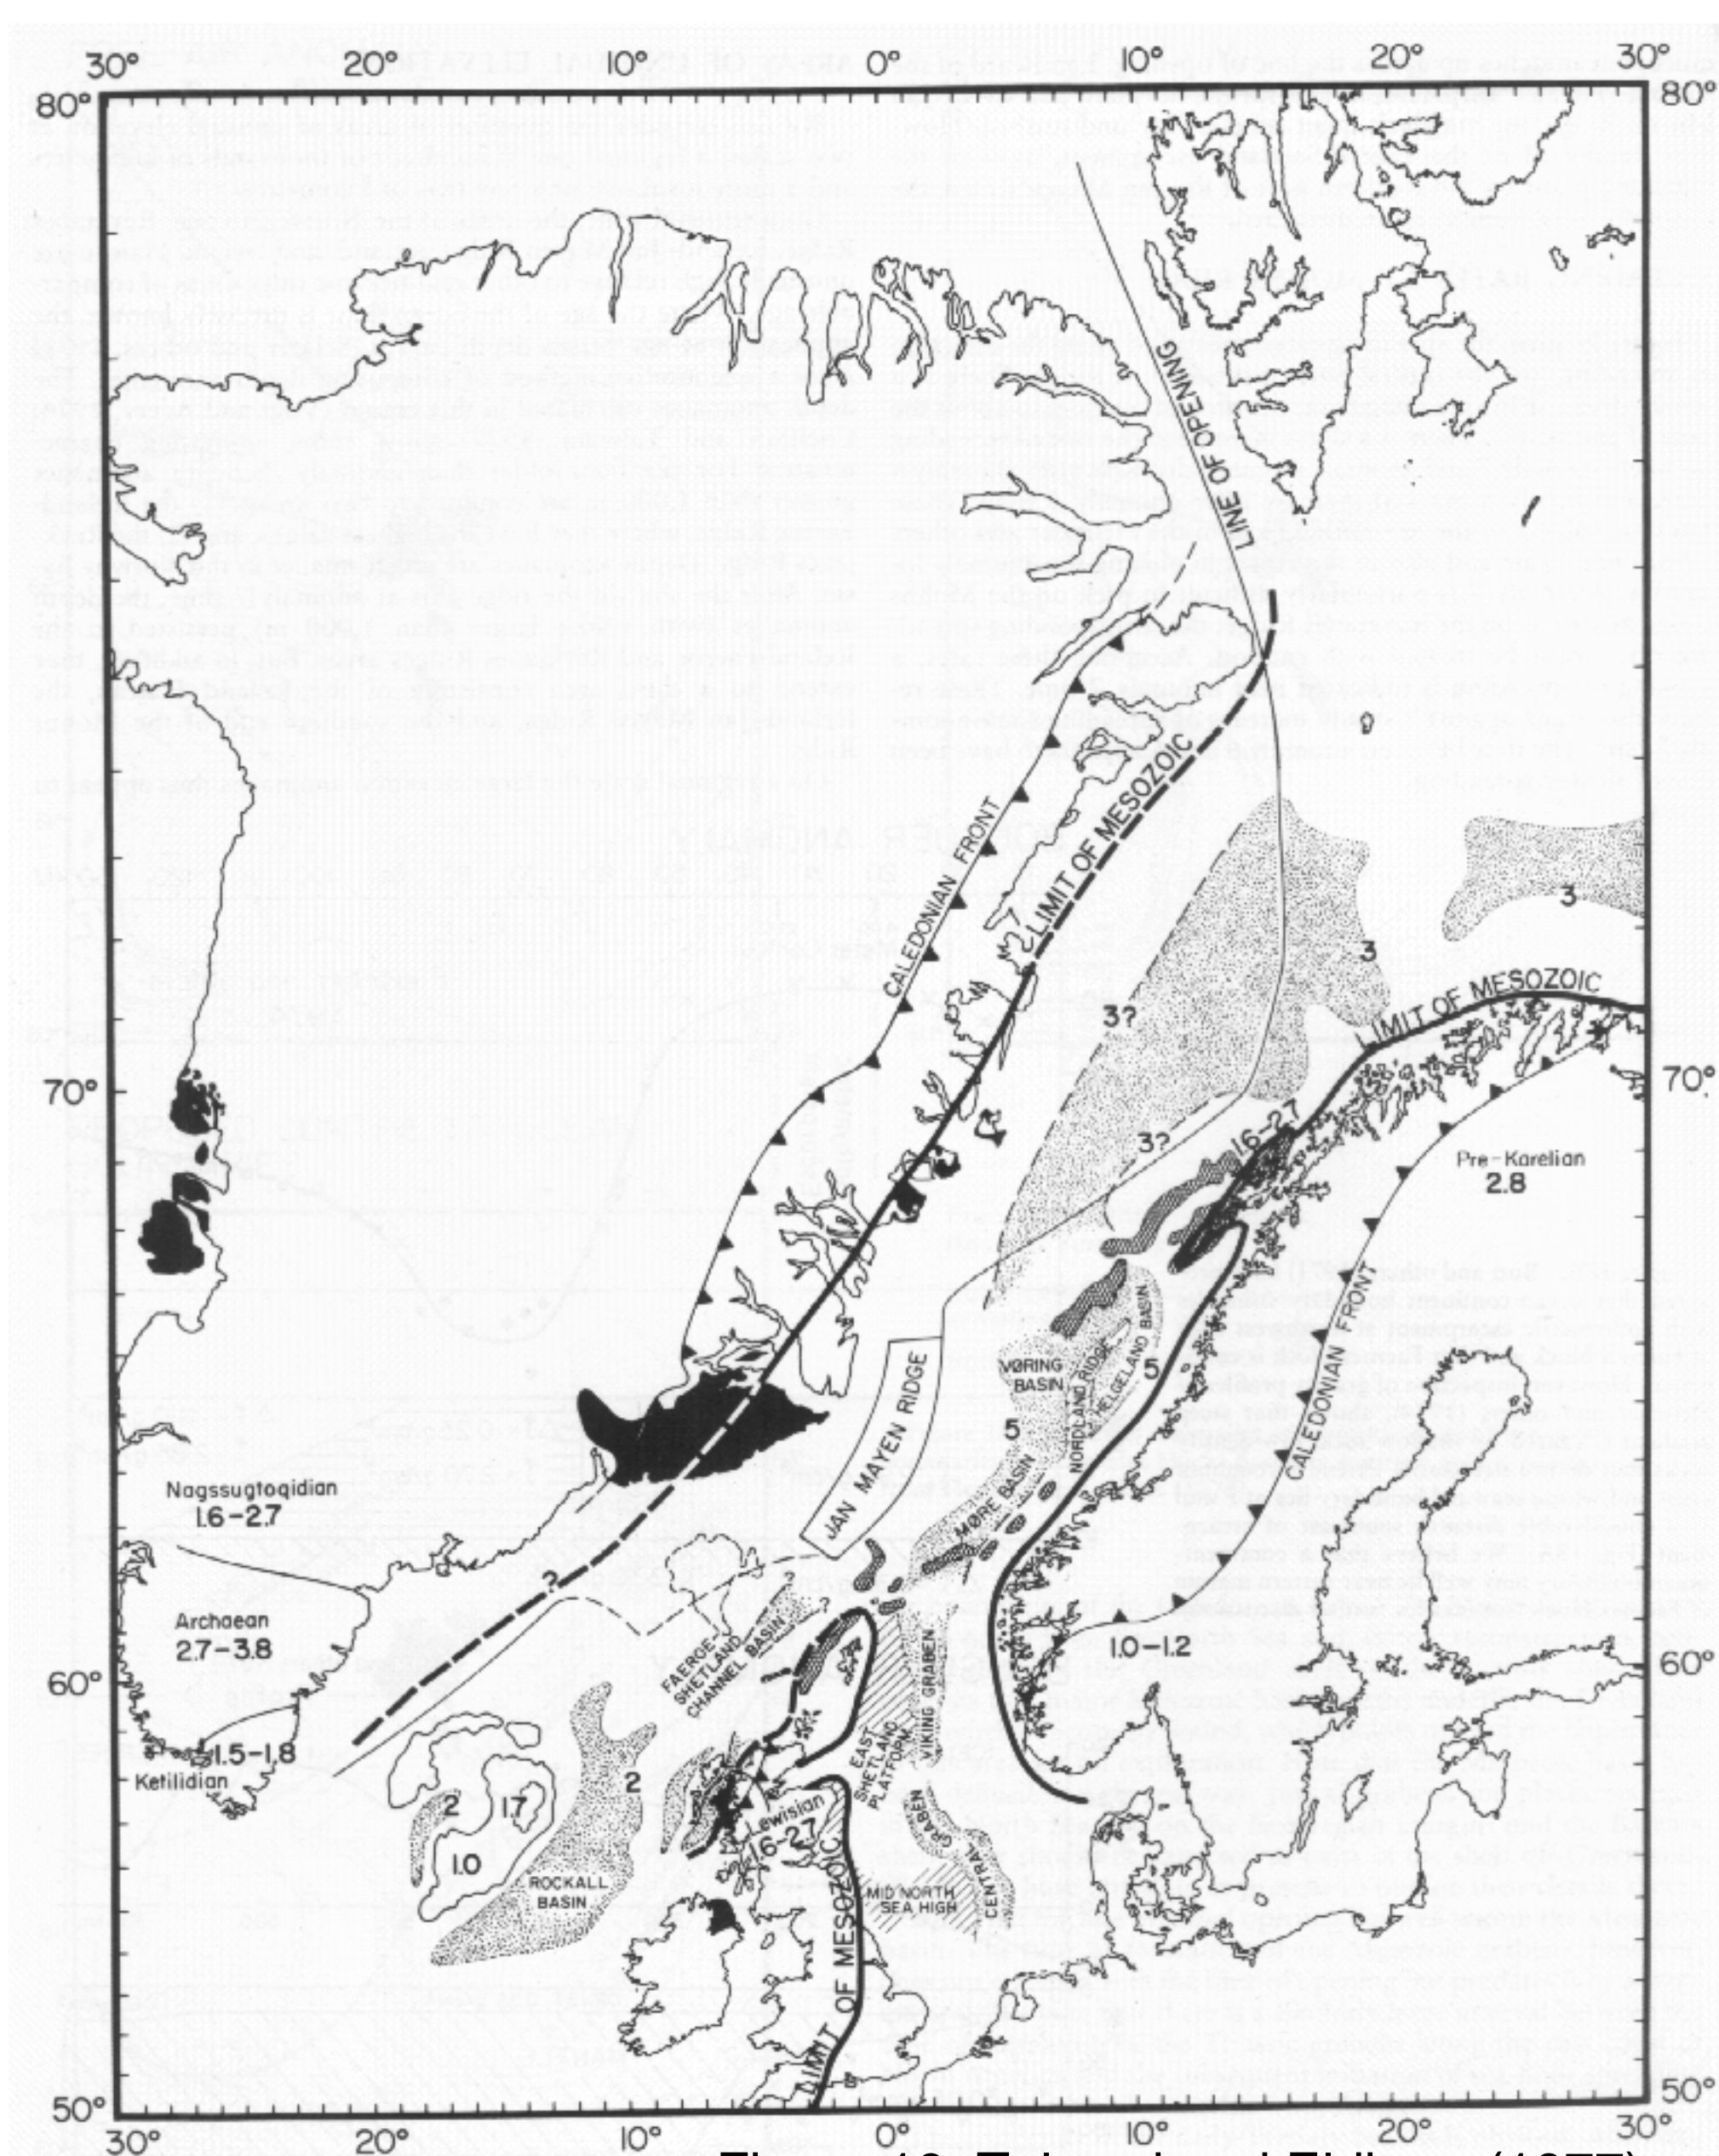 30° 20° 10° 0° 10° 20° 30°
80° 80°
LINE OF OPENING
CALEDONIAN FRONT
LIMIT OF MESOZOIC
3
3
3?
LIMIT OF MESOZOIC
70° 70°
3?
1.6-2.7
Pre-Karelian
2.8
CALEDONIAN FRONT
VØRING
BASIN
NORDLAND RIDGE
HELGELAND BASIN
5
5
JAN MAYEN RIDGE
MØRE BASIN
Nagssugtoqidian
1.6-2.7
?
?
?
Archaean
2.7-3.8
1.0-1.2
FAERGE-
SHETLAND
CHANNEL BASIN
60° 60°
VIKING GRABEN
EAST
SHETLAND
PLATFORM
1.5-1.8
Ketilidian
2
2
1.7
1.0
Lewisian
1.6-2.7
ROCKALL
BASIN
MID NORTH
SEA HIGH
CENTRAL
GRABEN
LIMIT OF MESOZOIC
50° 50°
30° 20° 10° 0° 10° 20° 30°